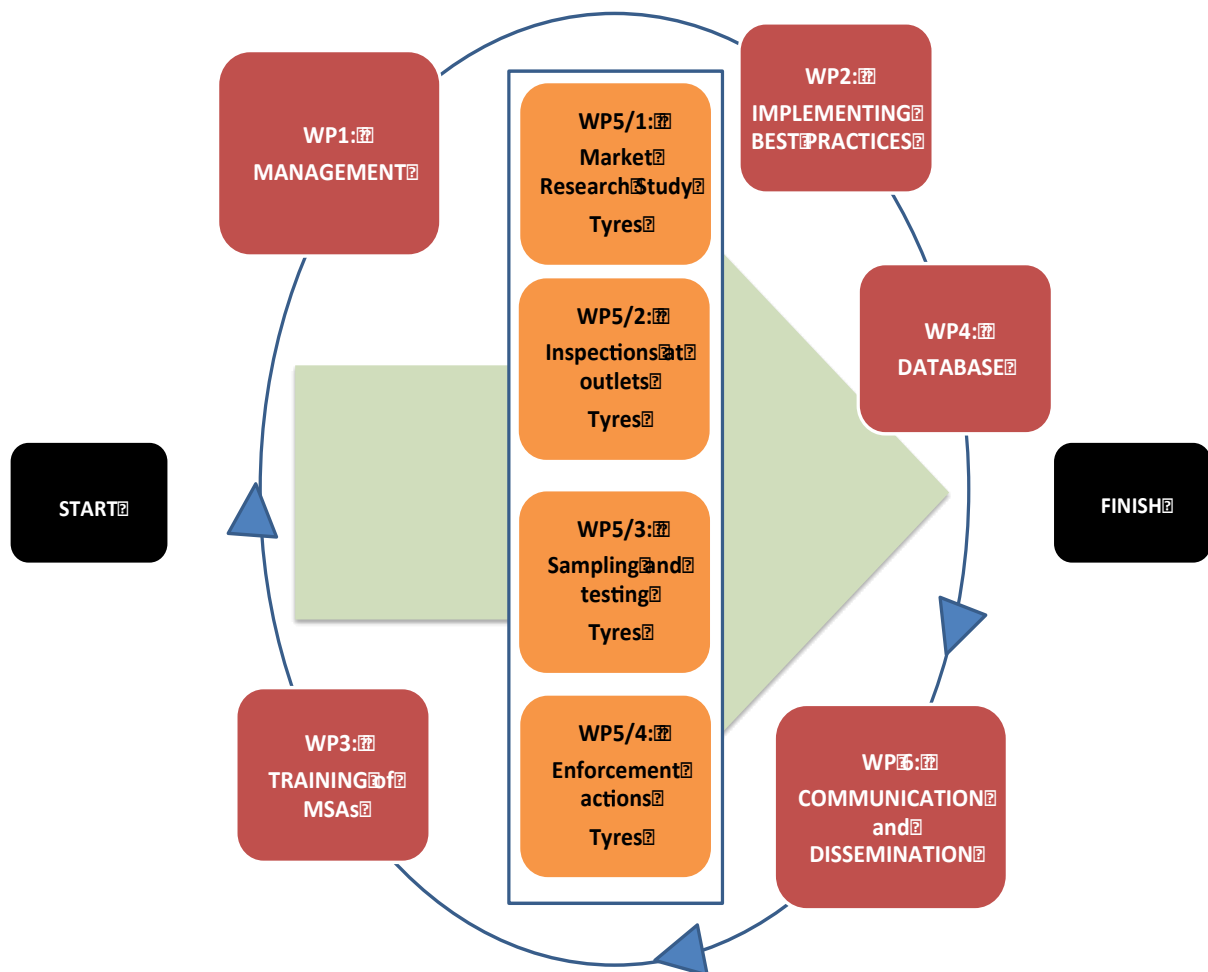 WP1:
MANAGEMENT
WP2:
IMPLEMENTING
BEST PRACTICES
WP5/1:
Market
Research Study
Tyres
WP5/2:
Inspections at
outlets
Tyres
WP4:
DATABASE
START
FINISH
WP5/3:
Sampling and
testing
Tyres
WP3:
TRAINING of
MSAs
WP5/4:
Enforcement
actions
Tyres
WP 6:
COMMUNICATION
and
DISSEMINATION